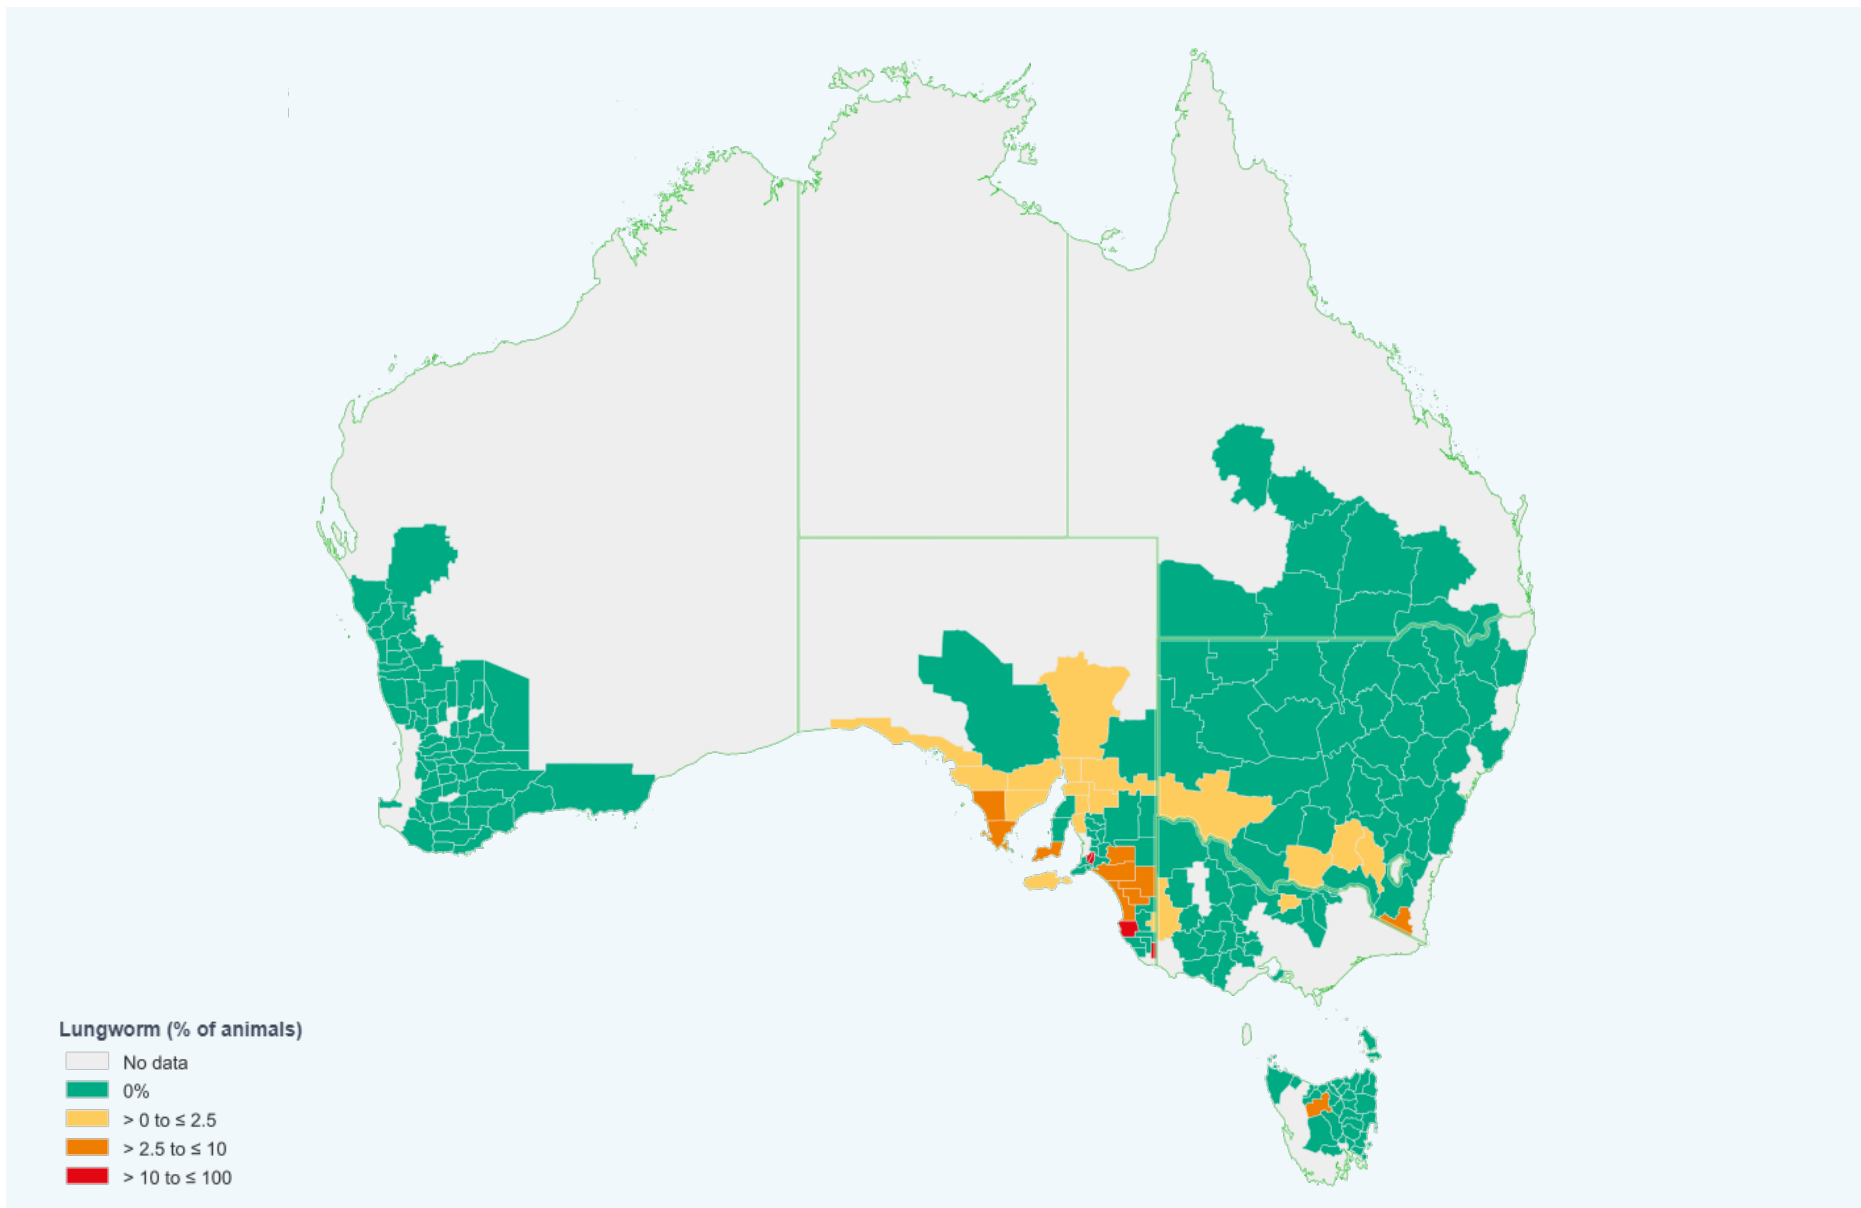 Lungworm (% of animals)
No data
0%
> 0 to ≤ 2.5
> 2.5 to ≤ 10
> 10 to ≤ 100